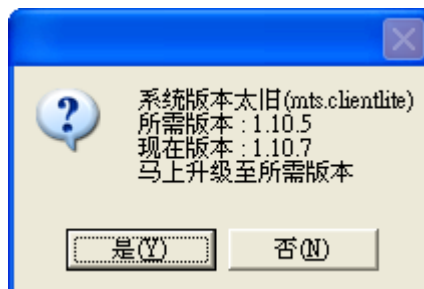 系统版本太旧(mts.clientlite)
所需版本 : 1.10.5
现在版本 : 1.10.7
马上升级至所需版本
是(Y)
否(N)